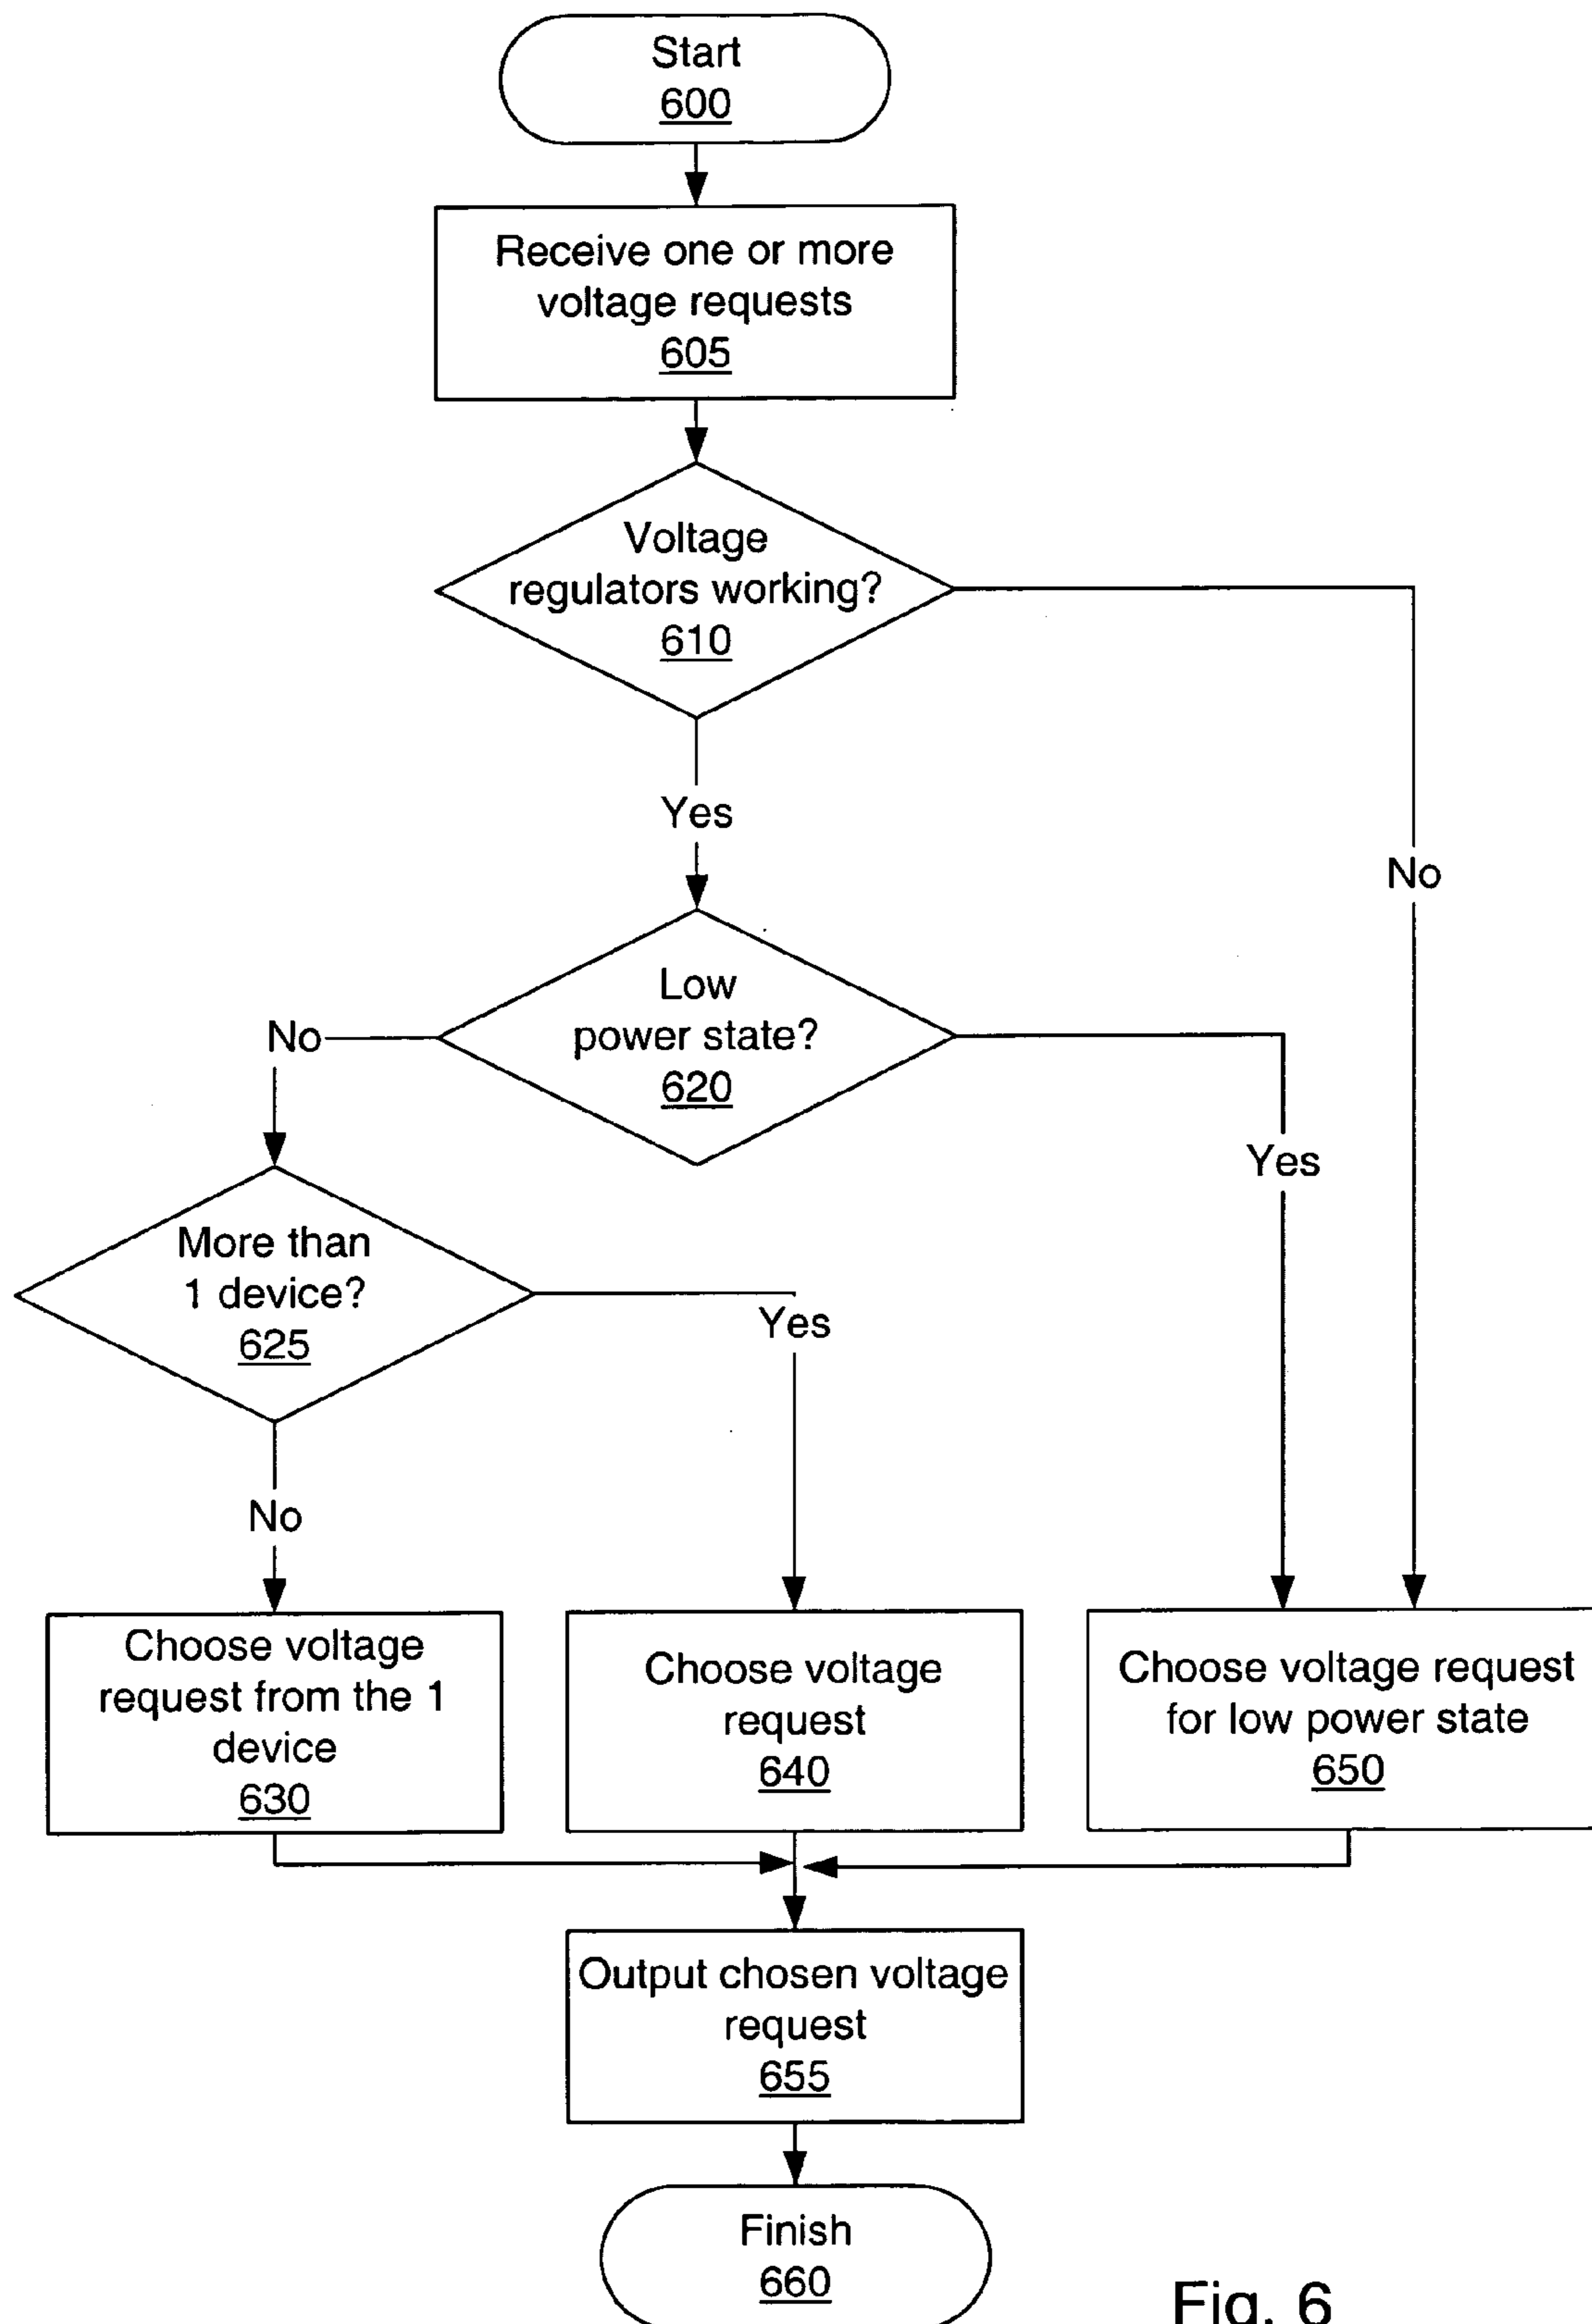 Start
600
Receive one or more
voltage requests
605
Voltage
regulators working?
610
Yes
No
Low
power state?
620
No
Yes
More than
1 device?
625
Yes
No
Choose voltage
request from the 1
device
630
Choose voltage
request
640
Choose voltage request
for low power state
650
Output chosen voltage
request
655
Finish
660
Fig. 6